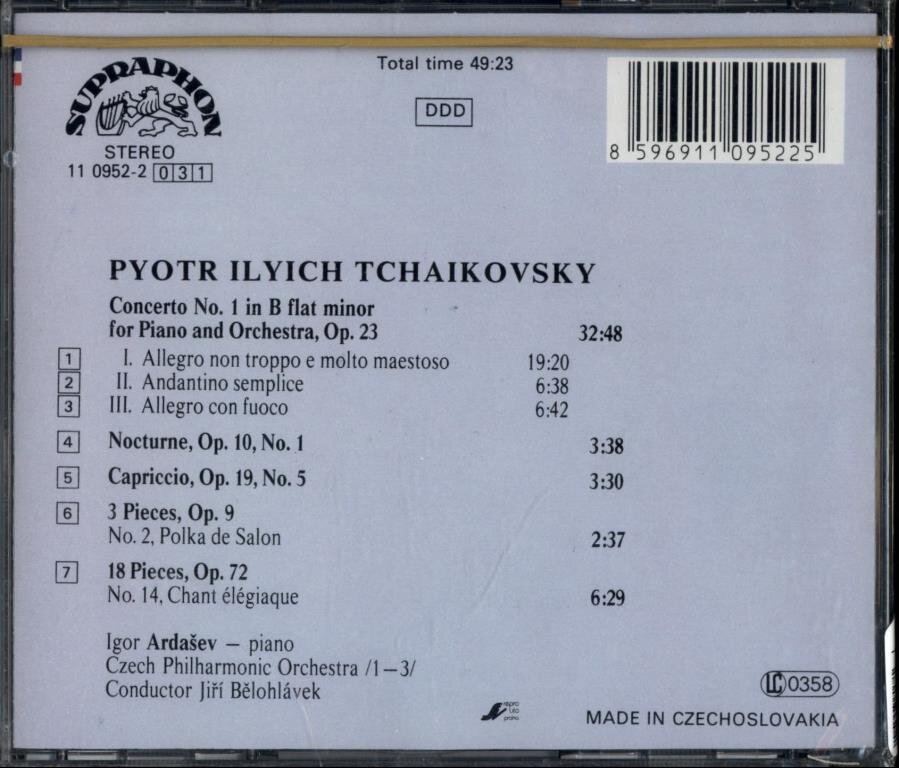 Total time 49:23
SUPRAPHON
DDD
STEREO
11 0952-2 031
8 596911 095225
PYOTR ILYICH TCHAIKOVSKY
Concerto No. 1 in B flat minor
for Piano and Orchestra, Op. 23 32:48
1 I. Allegro non troppo e molto maestoso 19:20
2 II. Andantino semplice 6:38
3 III. Allegro con fuoco 6:42
4 Nocturne, Op. 10, No. 1 3:38
5 Capriccio, Op. 19, No. 5 3:30
6 3 Pieces, Op. 9
No. 2, Polka de Salon 2:37
7 18 Pieces, Op. 72
No. 14, Chant élégiaque 6:29
Igor Ardašev – piano
Czech Philharmonic Orchestra /1–3/
Conductor Jiří Bělohlávek
LC 0358
MADE IN CZECHOSLOVAKIA